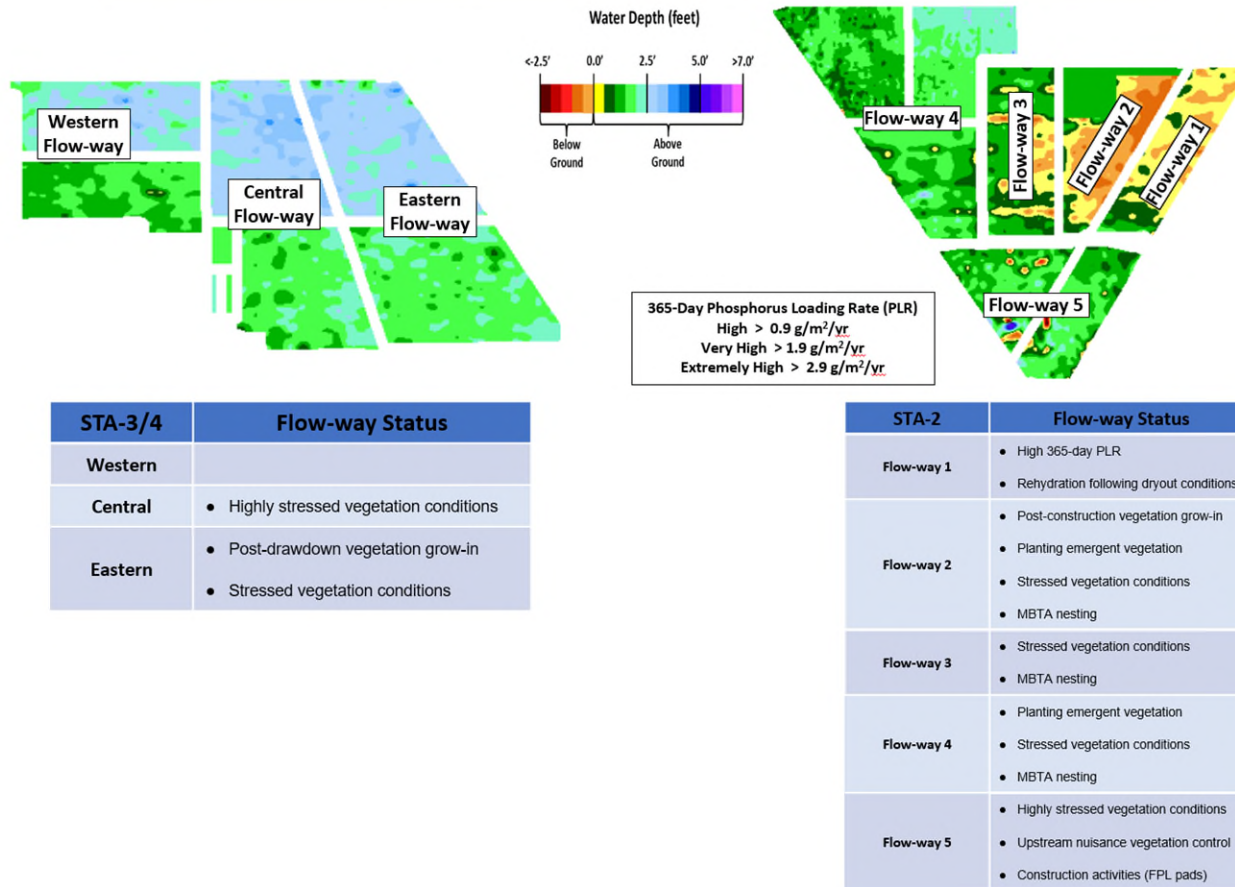 Water Depth (feet)
<-2.5' 0.0' 2.5' 5.0' >7.0'
Below Ground
Above Ground
Western Flow-way
Central Flow-way
Eastern Flow-way
Flow-way 4
Flow-way 3
Flow-way 2
Flow-way 1
Flow-way 5
365-Day Phosphorus Loading Rate (PLR)
High > 0.9 g/m²/yr
Very High > 1.9 g/m²/yr
Extremely High > 2.9 g/m²/yr
STA-3/4 Flow-way Status
Western
Central
● Highly stressed vegetation conditions
Eastern
● Post-drawdown vegetation grow-in
● Stressed vegetation conditions
STA-2 Flow-way Status
Flow-way 1
● High 365-day PLR
● Rehydration following dryout conditions
Flow-way 2
● Post-construction vegetation grow-in
● Planting emergent vegetation
● Stressed vegetation conditions
● MBTA nesting
Flow-way 3
● Stressed vegetation conditions
● MBTA nesting
Flow-way 4
● Planting emergent vegetation
● Stressed vegetation conditions
● MBTA nesting
Flow-way 5
● Highly stressed vegetation conditions
● Upstream nuisance vegetation control
● Construction activities (FPL pads)